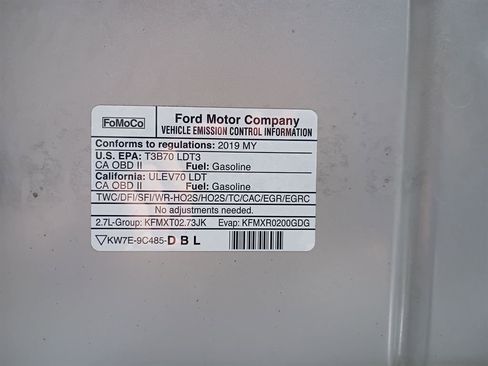 FoMoCo
Ford Motor Company
VEHICLE EMISSION CONTROL INFORMATION
Conforms to regulations: 2019 MY
U.S. EPA: T3B70 LDT3
CA OBD II Fuel: Gasoline
California: ULEV70 LDT
CA OBD II Fuel: Gasoline
TWC/DFI/SFI/WR-HO2S/HO2S/TC/CAC/EGR/EGRC
No adjustments needed.
2.7L-Group: KFMXT02.73JK Evap: KFMXR0200GDG
KW7E-9C485-DBL